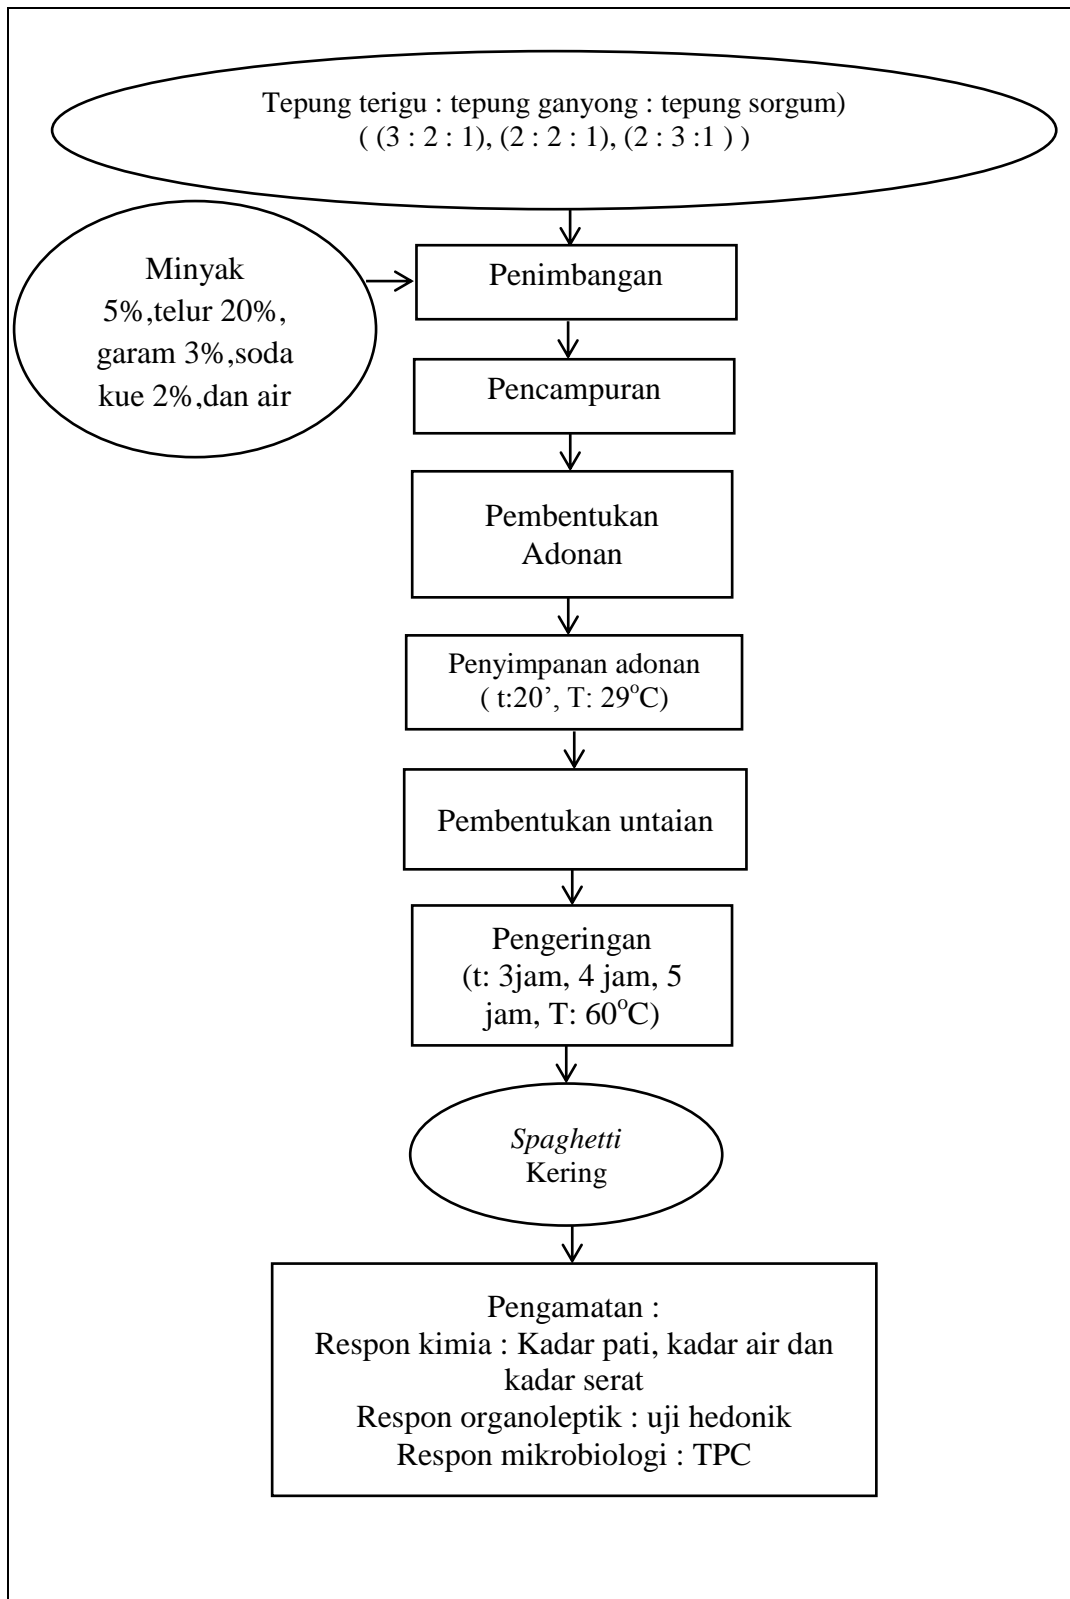 Tepung terigu : tepung ganyong : tepung sorgum)
( (3 : 2 : 1), (2 : 2 : 1), (2 : 3 :1 ) )
Minyak
5%,telur 20%,
garam 3%,soda
kue 2%,dan air
Penimbangan
Pencampuran
Pembentukan
Adonan
Penyimpanan adonan
( t:20’, T: 29°C)
Pembentukan untaian
Pengeringan
(t: 3jam, 4 jam, 5
jam, T: 60°C)
Spaghetti
Kering
Pengamatan :
Respon kimia : Kadar pati, kadar air dan
kadar serat
Respon organoleptik : uji hedonik
Respon mikrobiologi : TPC